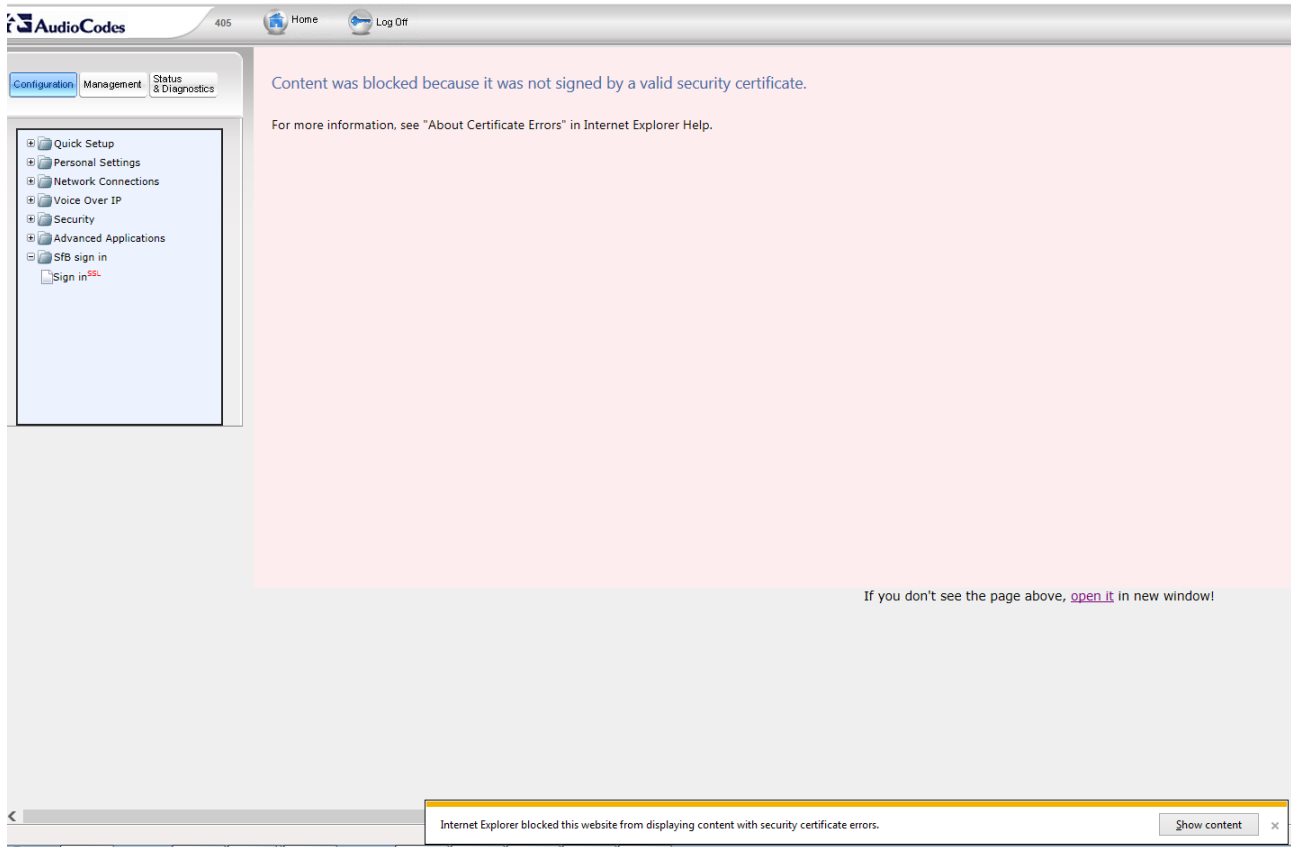 AudioCodes
405
Home
Log Off
Configuration
Management
Status
& Diagnostics
Quick Setup
Personal Settings
Network Connections
Voice Over IP
Security
Advanced Applications
SfB sign in
Sign inSSL
Content was blocked because it was not signed by a valid security certificate.
For more information, see "About Certificate Errors" in Internet Explorer Help.
If you don't see the page above, open it in new window!
Internet Explorer blocked this website from displaying content with security certificate errors.
Show content